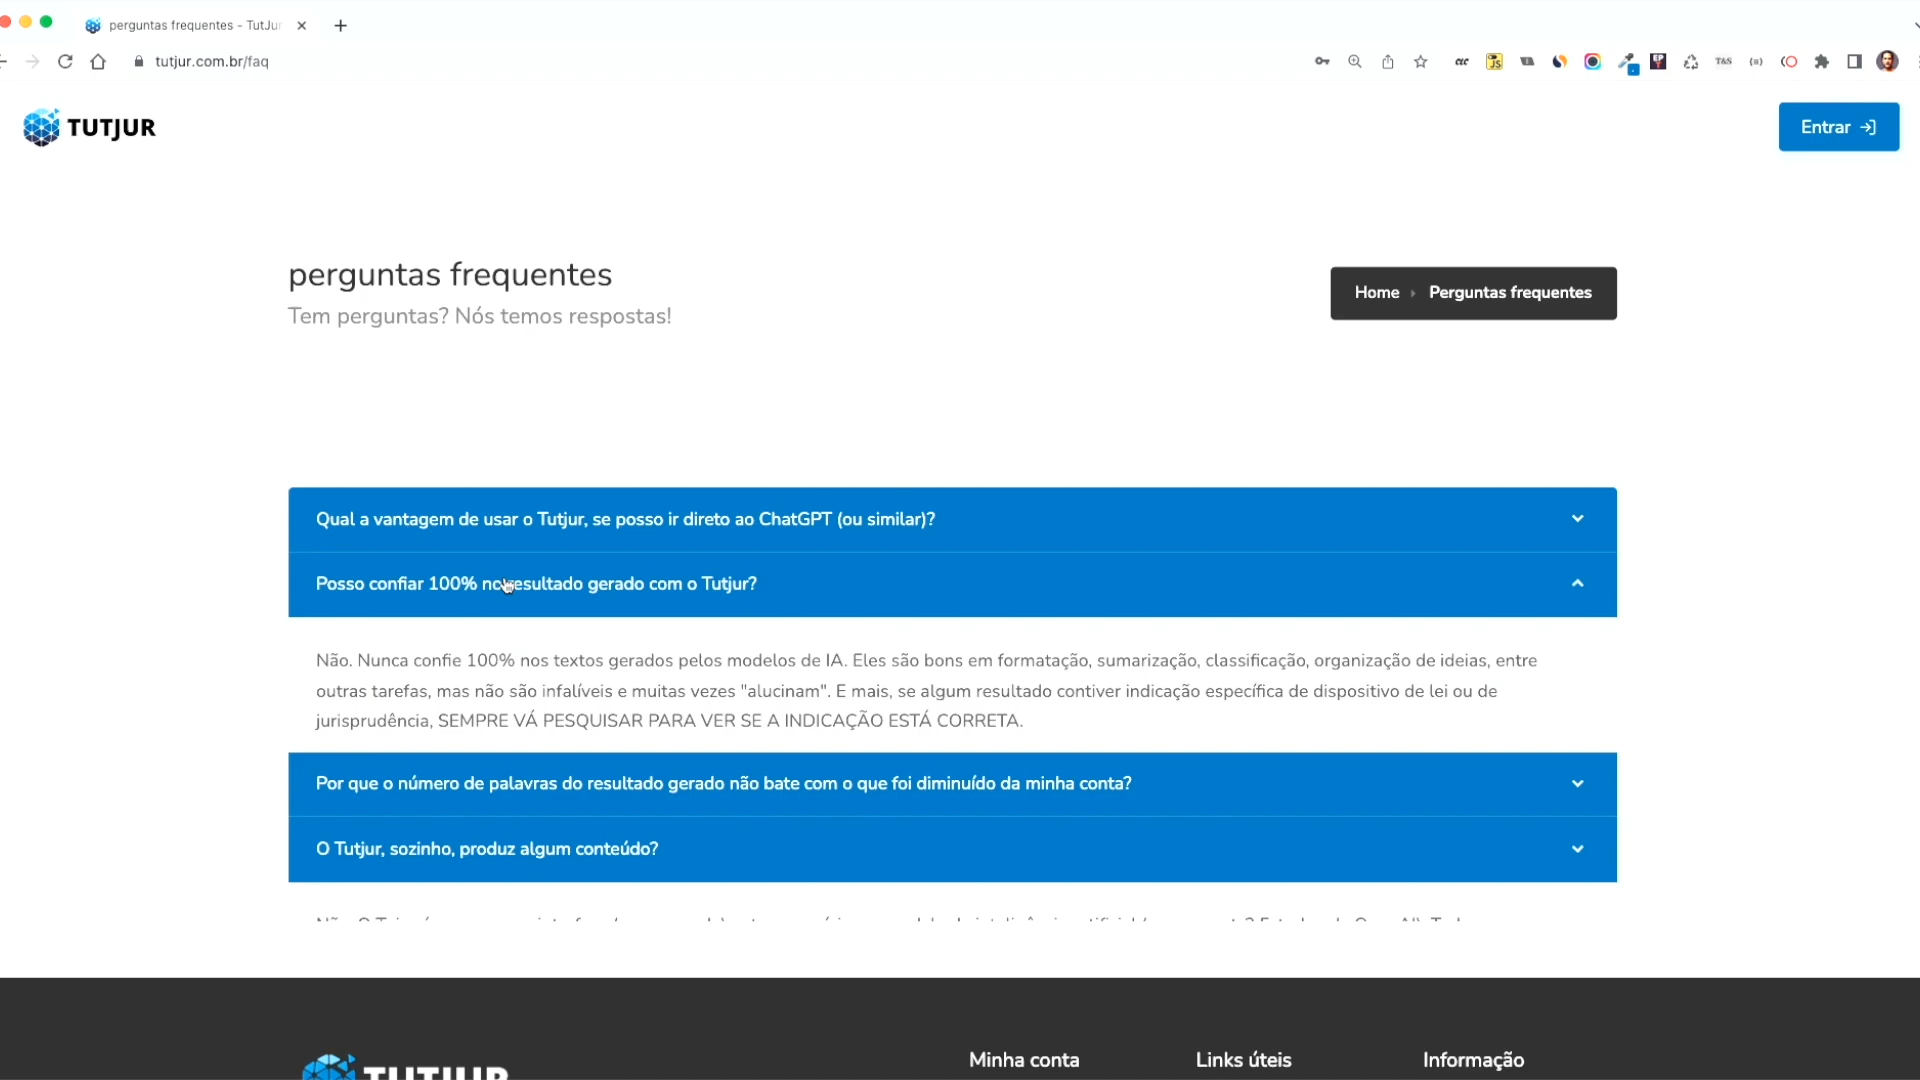 perguntas frequentes - TutJur
tutjur.com.br/faq
TUTJUR
Entrar
perguntas frequentes
Tem perguntas? Nós temos respostas!
Home
Perguntas frequentes
Qual a vantagem de usar o Tutjur, se posso ir direto ao ChatGPT (ou similar)?
Posso confiar 100% no resultado gerado com o Tutjur?
Não. Nunca confie 100% nos textos gerados pelos modelos de IA. Eles são bons em formatação, sumarização, classificação, organização de ideias, entre
outras tarefas, mas não são infalíveis e muitas vezes "alucinam". E mais, se algum resultado contiver indicação específica de dispositivo de lei ou de
jurisprudência, SEMPRE VÁ PESQUISAR PARA VER SE A INDICAÇÃO ESTÁ CORRETA.
Por que o número de palavras do resultado gerado não bate com o que foi diminuído da minha conta?
O Tutjur, sozinho, produz algum conteúdo?
TUTJUR
Minha conta
Links úteis
Informação